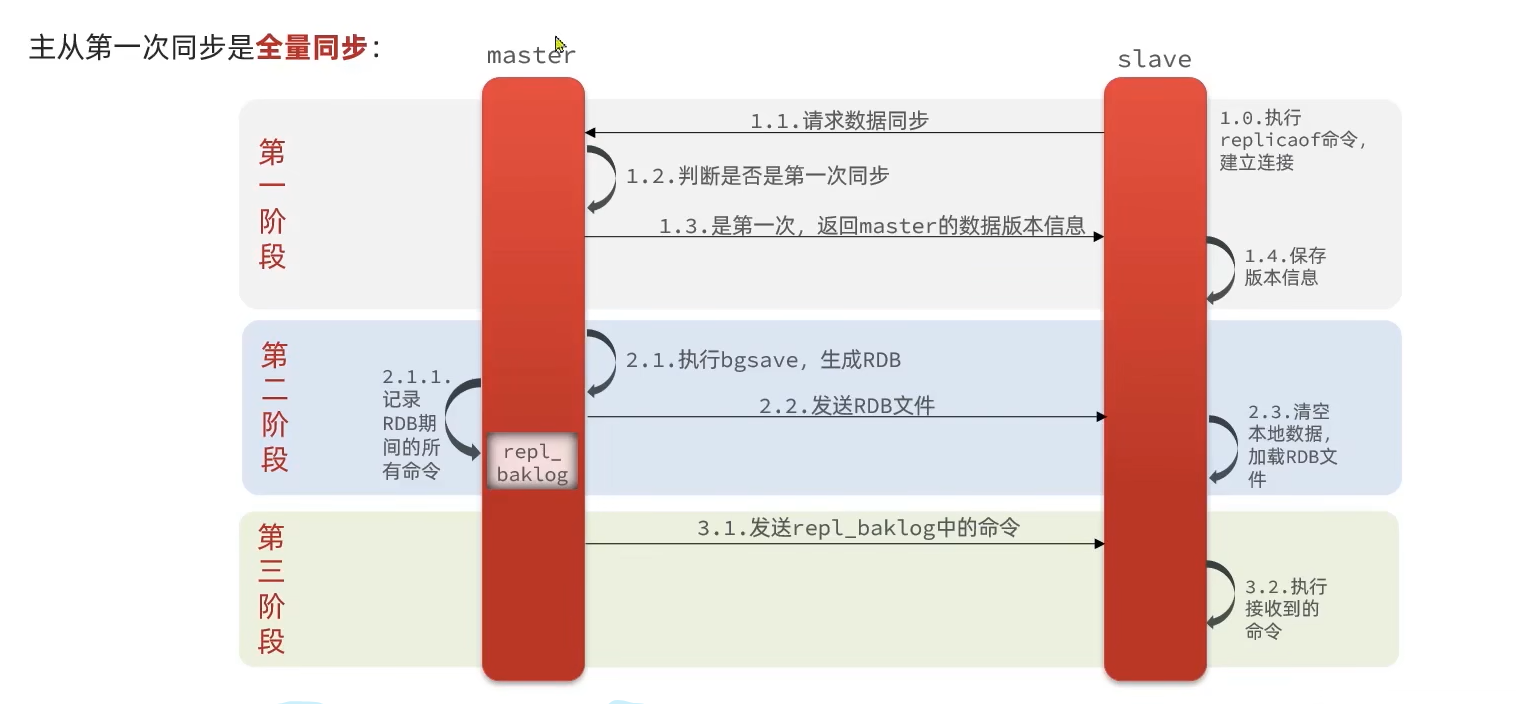 主从第一次同步是全量同步：
master
slave
第
一
阶
段
1.1.请求数据同步
1.0.执行
replicaof命令，
建立连接
1.2.判断是否是第一次同步
1.3.是第一次，返回master的数据版本信息
1.4.保存
版本信息
第
二
阶
段
2.1.执行bgsave，生成RDB
2.1.1.
记录
RDB期
间的所
有命令
2.2.发送RDB文件
repl_
baklog
2.3.清空
本地数据，
加载RDB文
件
第
三
阶
段
3.1.发送repl_baklog中的命令
3.2.执行
接收到的
命令